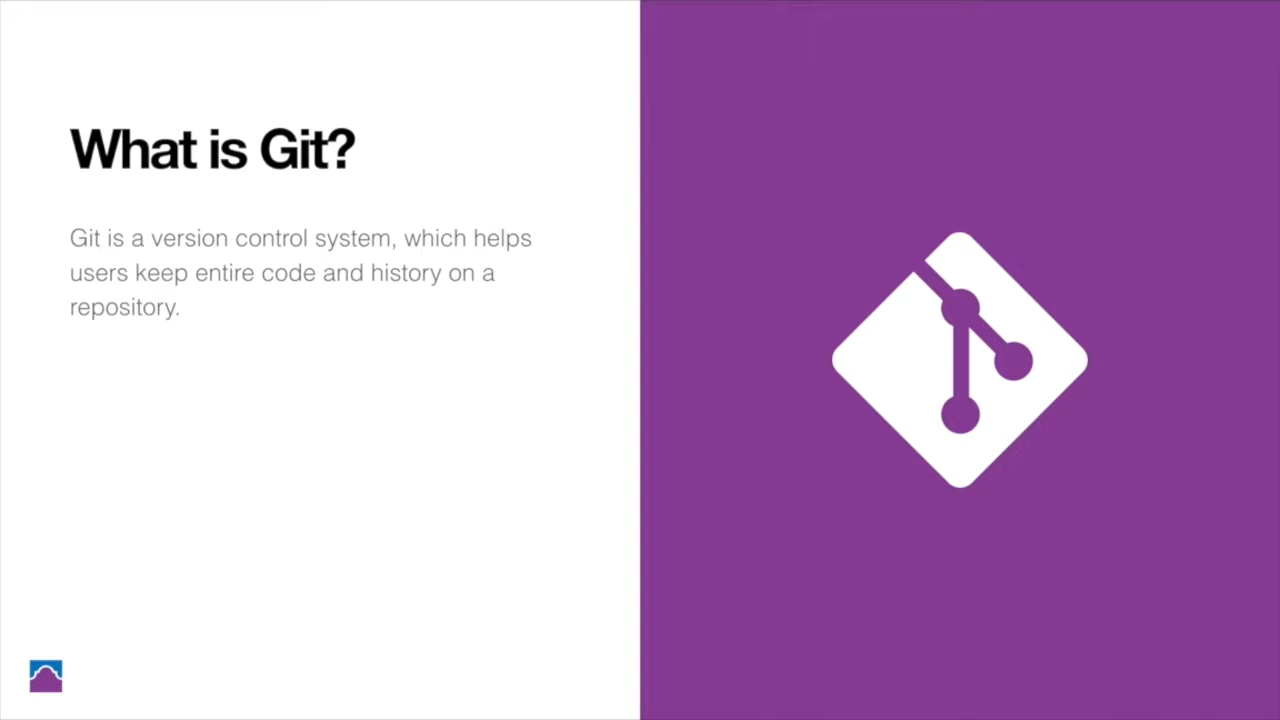 What is Git?
Git is a version control system, which helps
users keep entire code and history on a
repository.